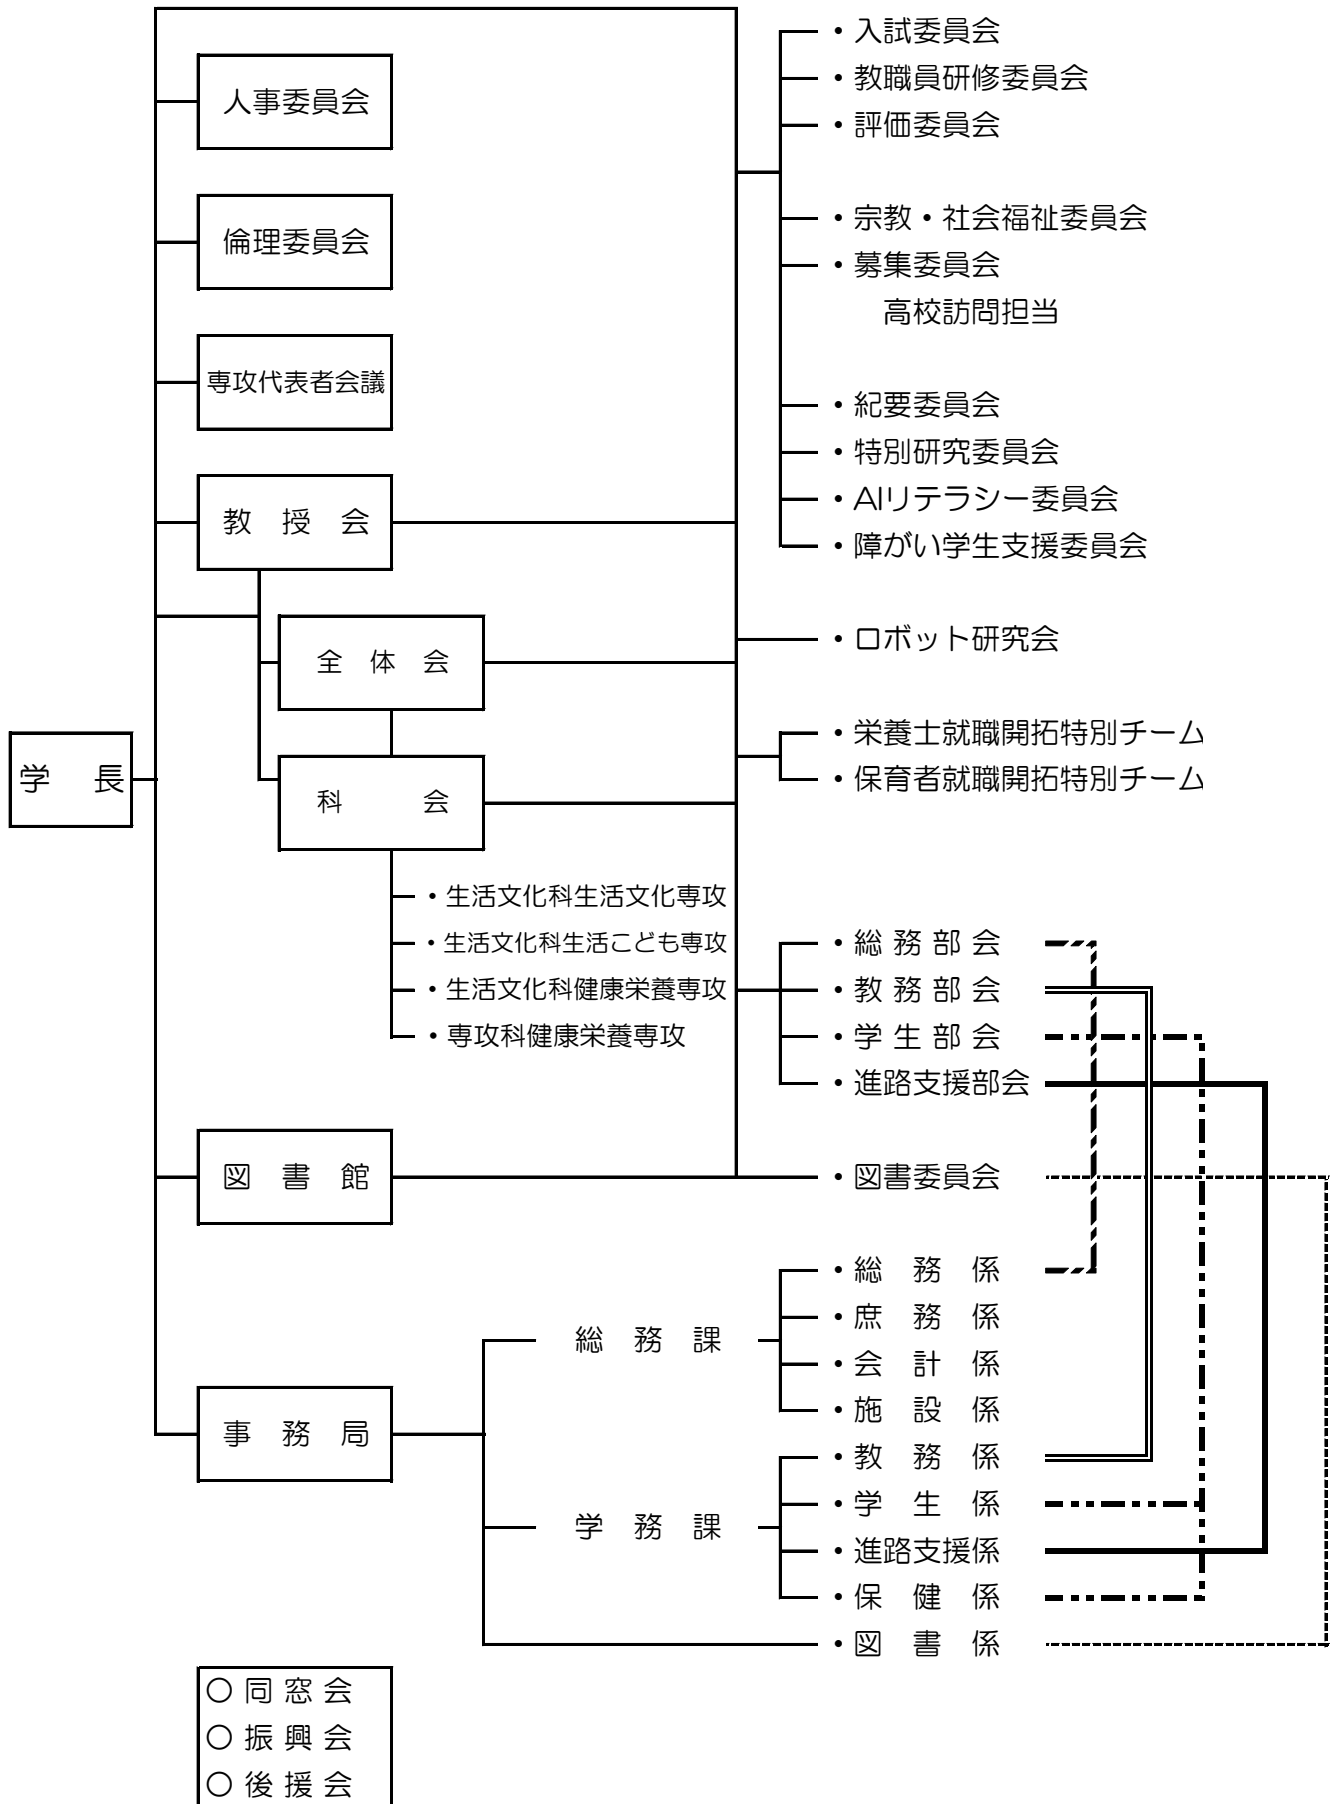 ・入試委員会
・教職員研修委員会
・評価委員会
・宗教・社会福祉委員会
・募集委員会
高校訪問担当
・紀要委員会
・特別研究委員会
・AIリテラシー委員会
・障がい学生支援委員会
・ロボット研究会
・栄養士就職開拓特別チーム
・保育者就職開拓特別チーム
人事委員会
倫理委員会
専攻代表者会議
教 授 会
全 体 会
学 長
科 会
・生活文化科生活文化専攻
・生活文化科生活こども専攻
・生活文化科健康栄養専攻
・専攻科健康栄養専攻
・総 務 部 会
・教 務 部 会
・学 生 部 会
・進路支援部会
図 書 館
・図書委員会
事 務 局
総 務 課
・総 務 係
・庶 務 係
・会 計 係
・施 設 係
学 務 課
・教 務 係
・学 生 係
・進路支援係
・保 健 係
・図 書 係
○ 同 窓 会
○ 振 興 会
○ 後 援 会